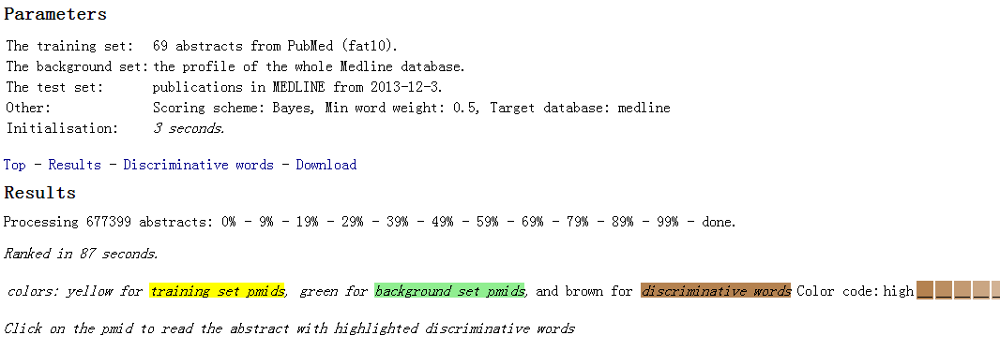 Parameters
The training set: 69 abstracts from PubMed (fat10).
The background set: the profile of the whole Medline database.
The test set: publications in MEDLINE from 2013-12-3.
Other: Scoring scheme: Bayes, Min word weight: 0.5, Target database: medline
Initialisation: 3 seconds.
Top - Results - Discriminative words - Download
Results
Processing 677399 abstracts: 0% - 9% - 19% - 29% - 39% - 49% - 59% - 69% - 79% - 89% - 99% - done.
Ranked in 87 seconds.
colors: yellow for training set pmids, green for background set pmids, and brown for discriminative words Color code: high
Click on the pmid to read the abstract with highlighted discriminative words